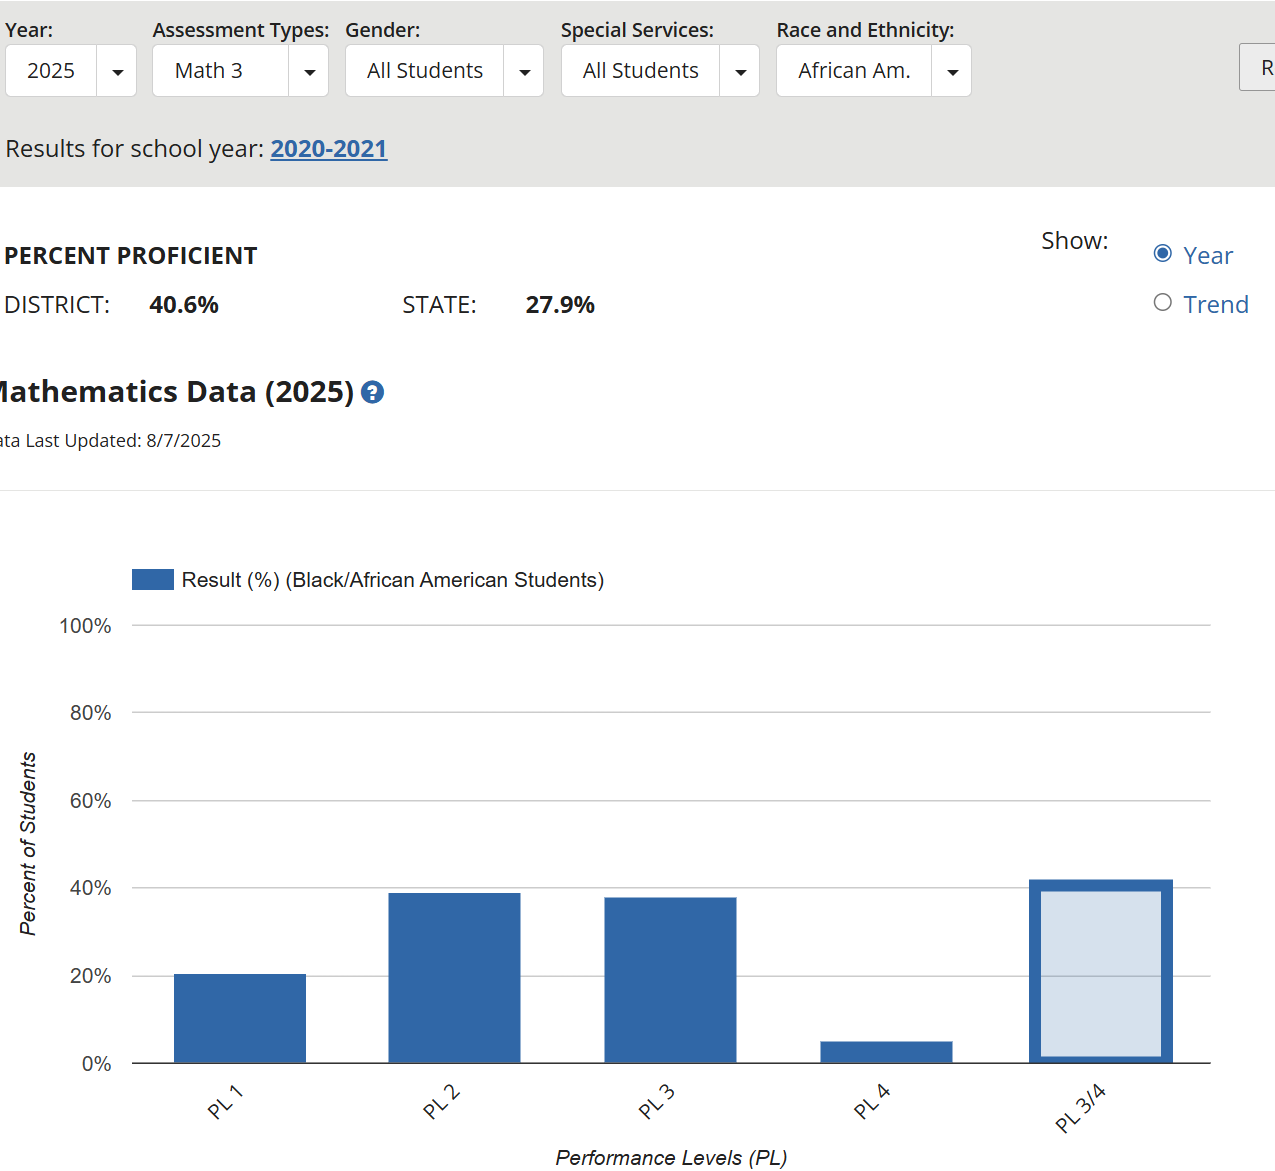 Year: Assessment Types: Gender: Special Services: Race and Ethnicity:
2025 Math 3 All Students All Students African Am. R
Results for school year: 2020-2021
Show:
PERCENT PROFICIENT Year
DISTRICT: 40.6% STATE: 27.9% Trend
athematics Data (2025) ?
ata Last Updated: 8/7/2025
Result (%) (Black/African American Students)
100%
80%
60%
40%
20%
0%
Percent of Students
PL 1 PL 2 PL 3 PL 4 PL 3/4
Performance Levels (PL)